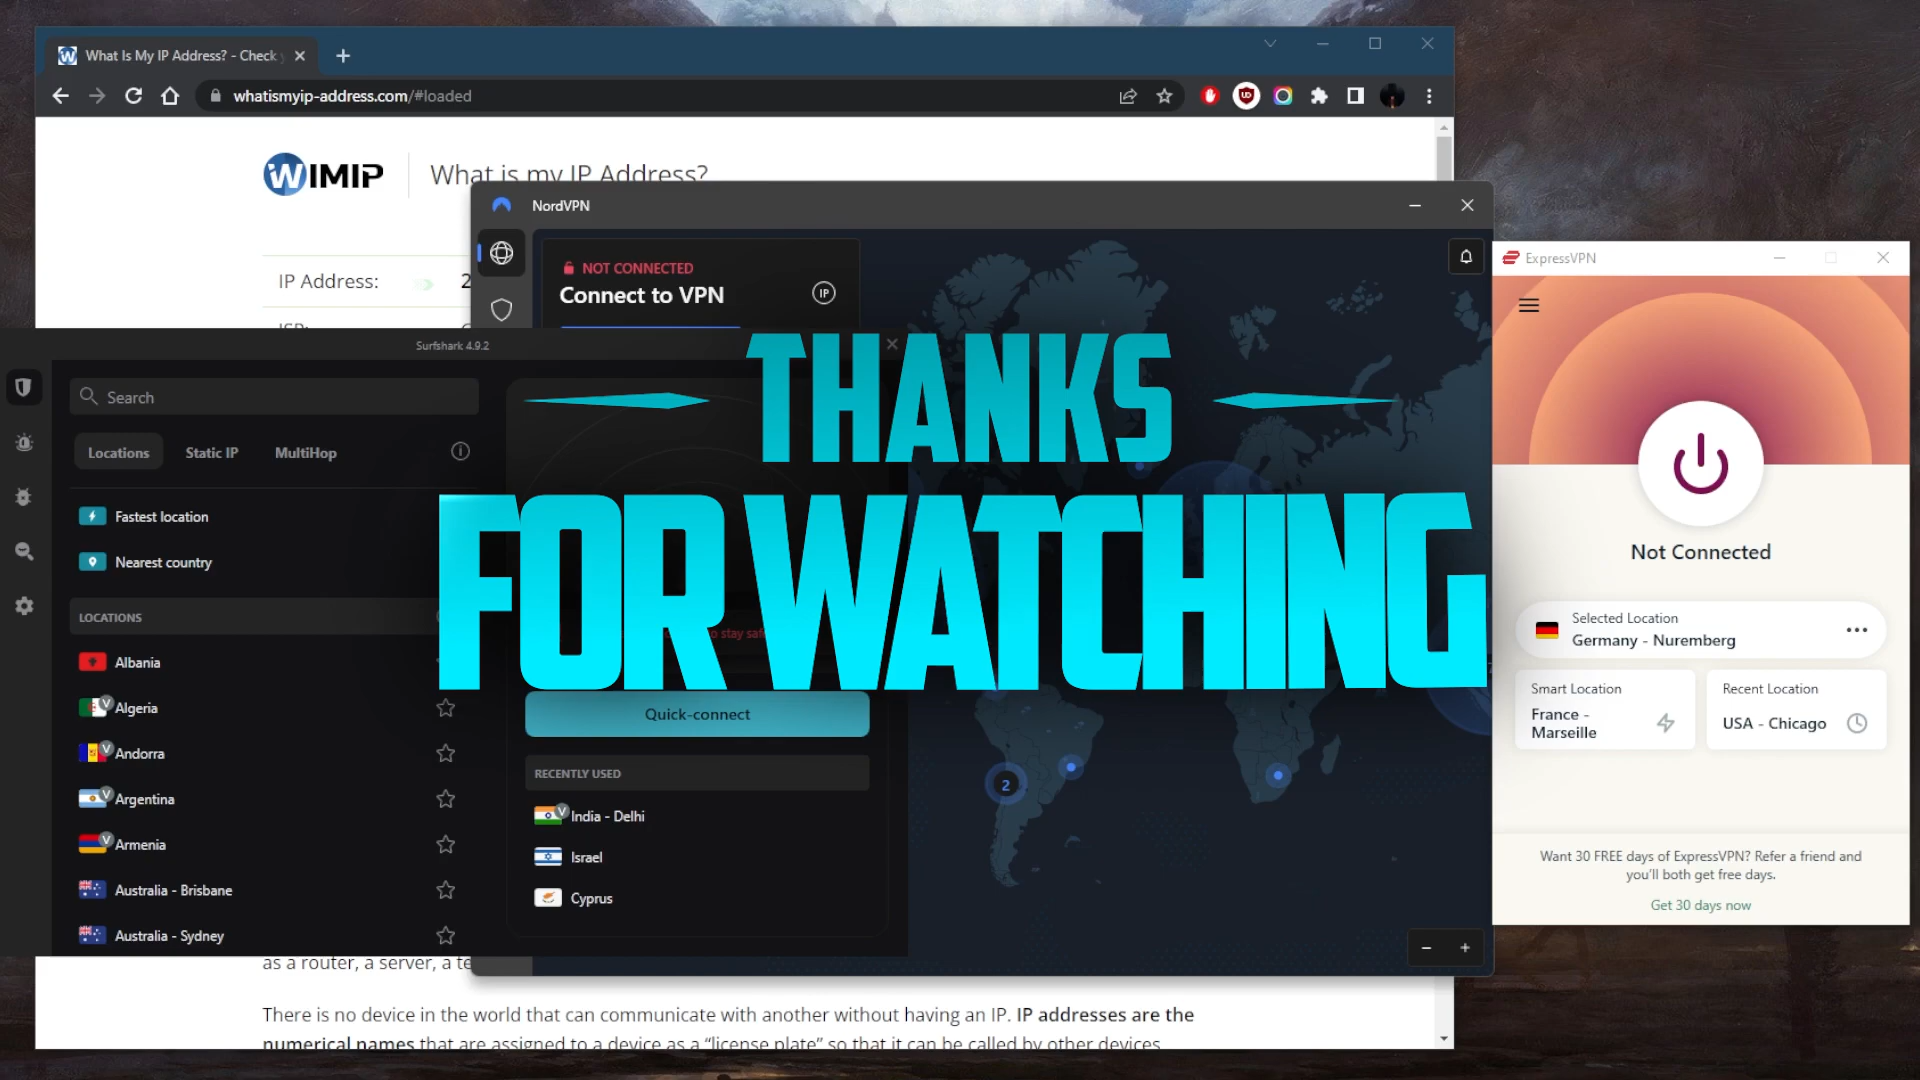 What Is My IP Address? - Check
whatismyip-address.com/#loaded
WIMIP
What is my IP Address?
NordVPN
IP Address:
2
NOT CONNECTED
Connect to VPN
IP
ExpressVPN
Surfshark 4.9.2
Search
Locations
Static IP
MultiHop
THANKS
FOR WATCHING
Fastest location
Nearest country
LOCATIONS
Albania
Algeria
Andorra
Argentina
Armenia
Australia - Brisbane
Australia - Sydney
to stay safe
Quick-connect
RECENTLY USED
India - Delhi
Israel
Cyprus
2
Not Connected
Selected Location
Germany - Nuremberg
Smart Location
France -
Marseille
Recent Location
USA - Chicago
Want 30 FREE days of ExpressVPN? Refer a friend and
you'll both get free days.
Get 30 days now
as a router, a server, a te
There is no device in the world that can communicate with another without having an IP. IP addresses are the
numerical names that are assigned to a device as a “license plate” so that it can be called by other devices